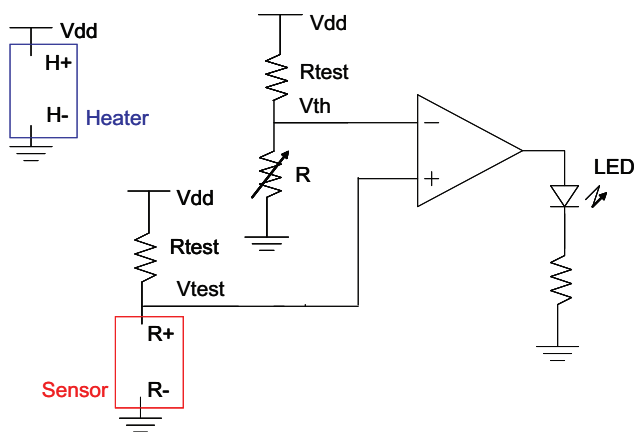 Vdd
H+
H-
Heater
Vdd
Rtest
Vth
R
−
+
LED
Vdd
Rtest
Vtest
R+
R-
Sensor